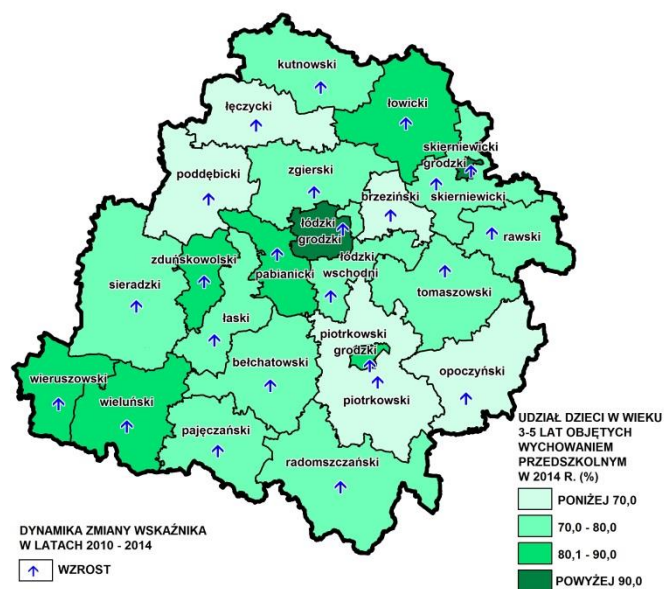 kutnowski
łowicki
łęczycki
skierniewicki
grodzki
zgierski
poddębicki
brzeziński
skierniewicki
łódzki
grodzki
rawski
łódzki
wschodni
zduńskowolski
pabianicki
sieradzki
tomaszowski
łaski
piotrkowski
grodzki
bełchatowski
wieruszowski
opoczyński
wieluński
piotrkowski
pajęczański
radomszczański
UDZIAŁ DZIECI W WIEKU
3-5 LAT OBJĘTYCH
WYCHOWANIEM
PRZEDSZKOLNYM
W 2014 R. (%)
PONIŻEJ 70,0
70,0 - 80,0
80,1 - 90,0
POWYŻEJ 90,0
DYNAMIKA ZMIANY WSKAŹNIKA
W LATACH 2010 - 2014
WZROST